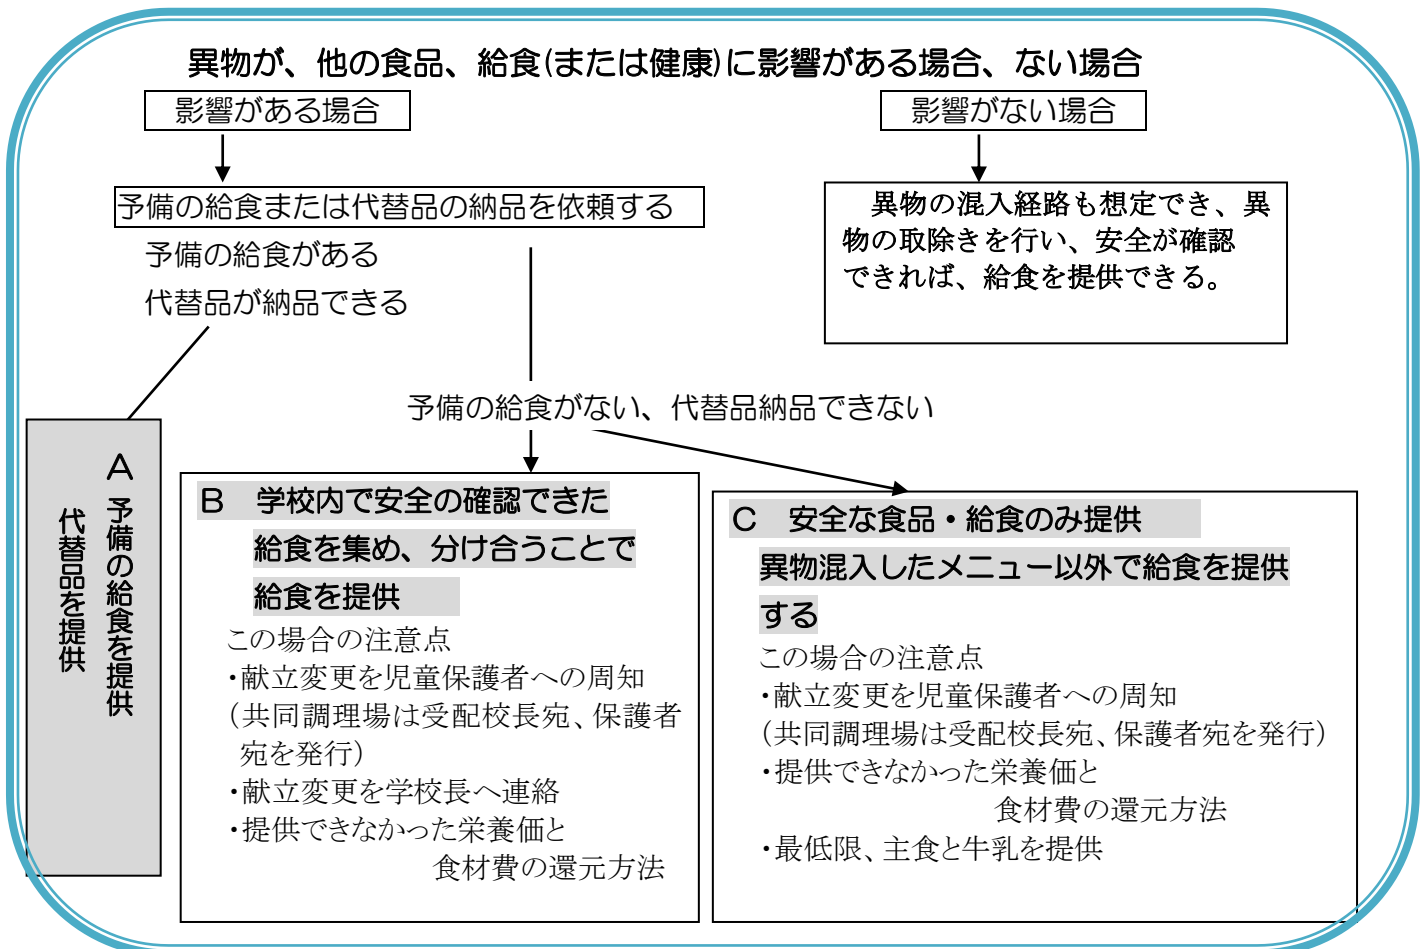 異物が、他の食品、給食(または健康)に影響がある場合、ない場合
影響がある場合
影響がない場合
予備の給食または代替品の納品を依頼する
予備の給食がある
代替品が納品できる
異物の混入経路も想定でき、異
物の取除きを行い、安全が確認
できれば、給食を提供できる。
予備の給食がない、代替品納品できない
A 予備の給食を提供
代替品を提供
B 学校内で安全の確認できた
給食を集め、分け合うことで
給食を提供
この場合の注意点
・献立変更を児童保護者への周知
（共同調理場は受配校長宛、保護者
宛を発行）
・献立変更を学校長へ連絡
・提供できなかった栄養価と
食材費の還元方法
C 安全な食品・給食のみ提供
異物混入したメニュー以外で給食を提供
する
この場合の注意点
・献立変更を児童保護者への周知
（共同調理場は受配校長宛、保護者宛を発行）
・提供できなかった栄養価と
食材費の還元方法
・最低限、主食と牛乳を提供